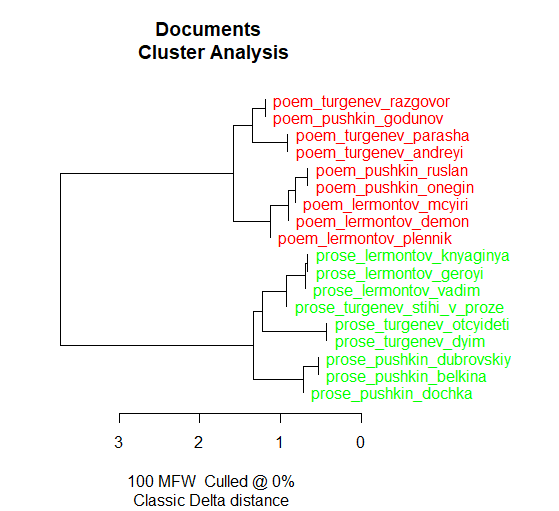 Documents
Cluster Analysis
poem_turgenev_razgovor
poem_pushkin_godunov
poem_turgenev_parasha
poem_turgenev_andreyi
poem_pushkin_ruslan
poem_pushkin_onegin
poem_lermontov_mcyiri
poem_lermontov_demon
poem_lermontov_plennik
prose_lermontov_knyaginya
prose_lermontov_geroyi
prose_lermontov_vadim
prose_turgenev_stihi_v_proze
prose_turgenev_otcyideti
prose_turgenev_dyim
prose_pushkin_dubrovskiy
prose_pushkin_belkina
prose_pushkin_dochka
3 2 1 0
100 MFW Culled @ 0%
Classic Delta distance